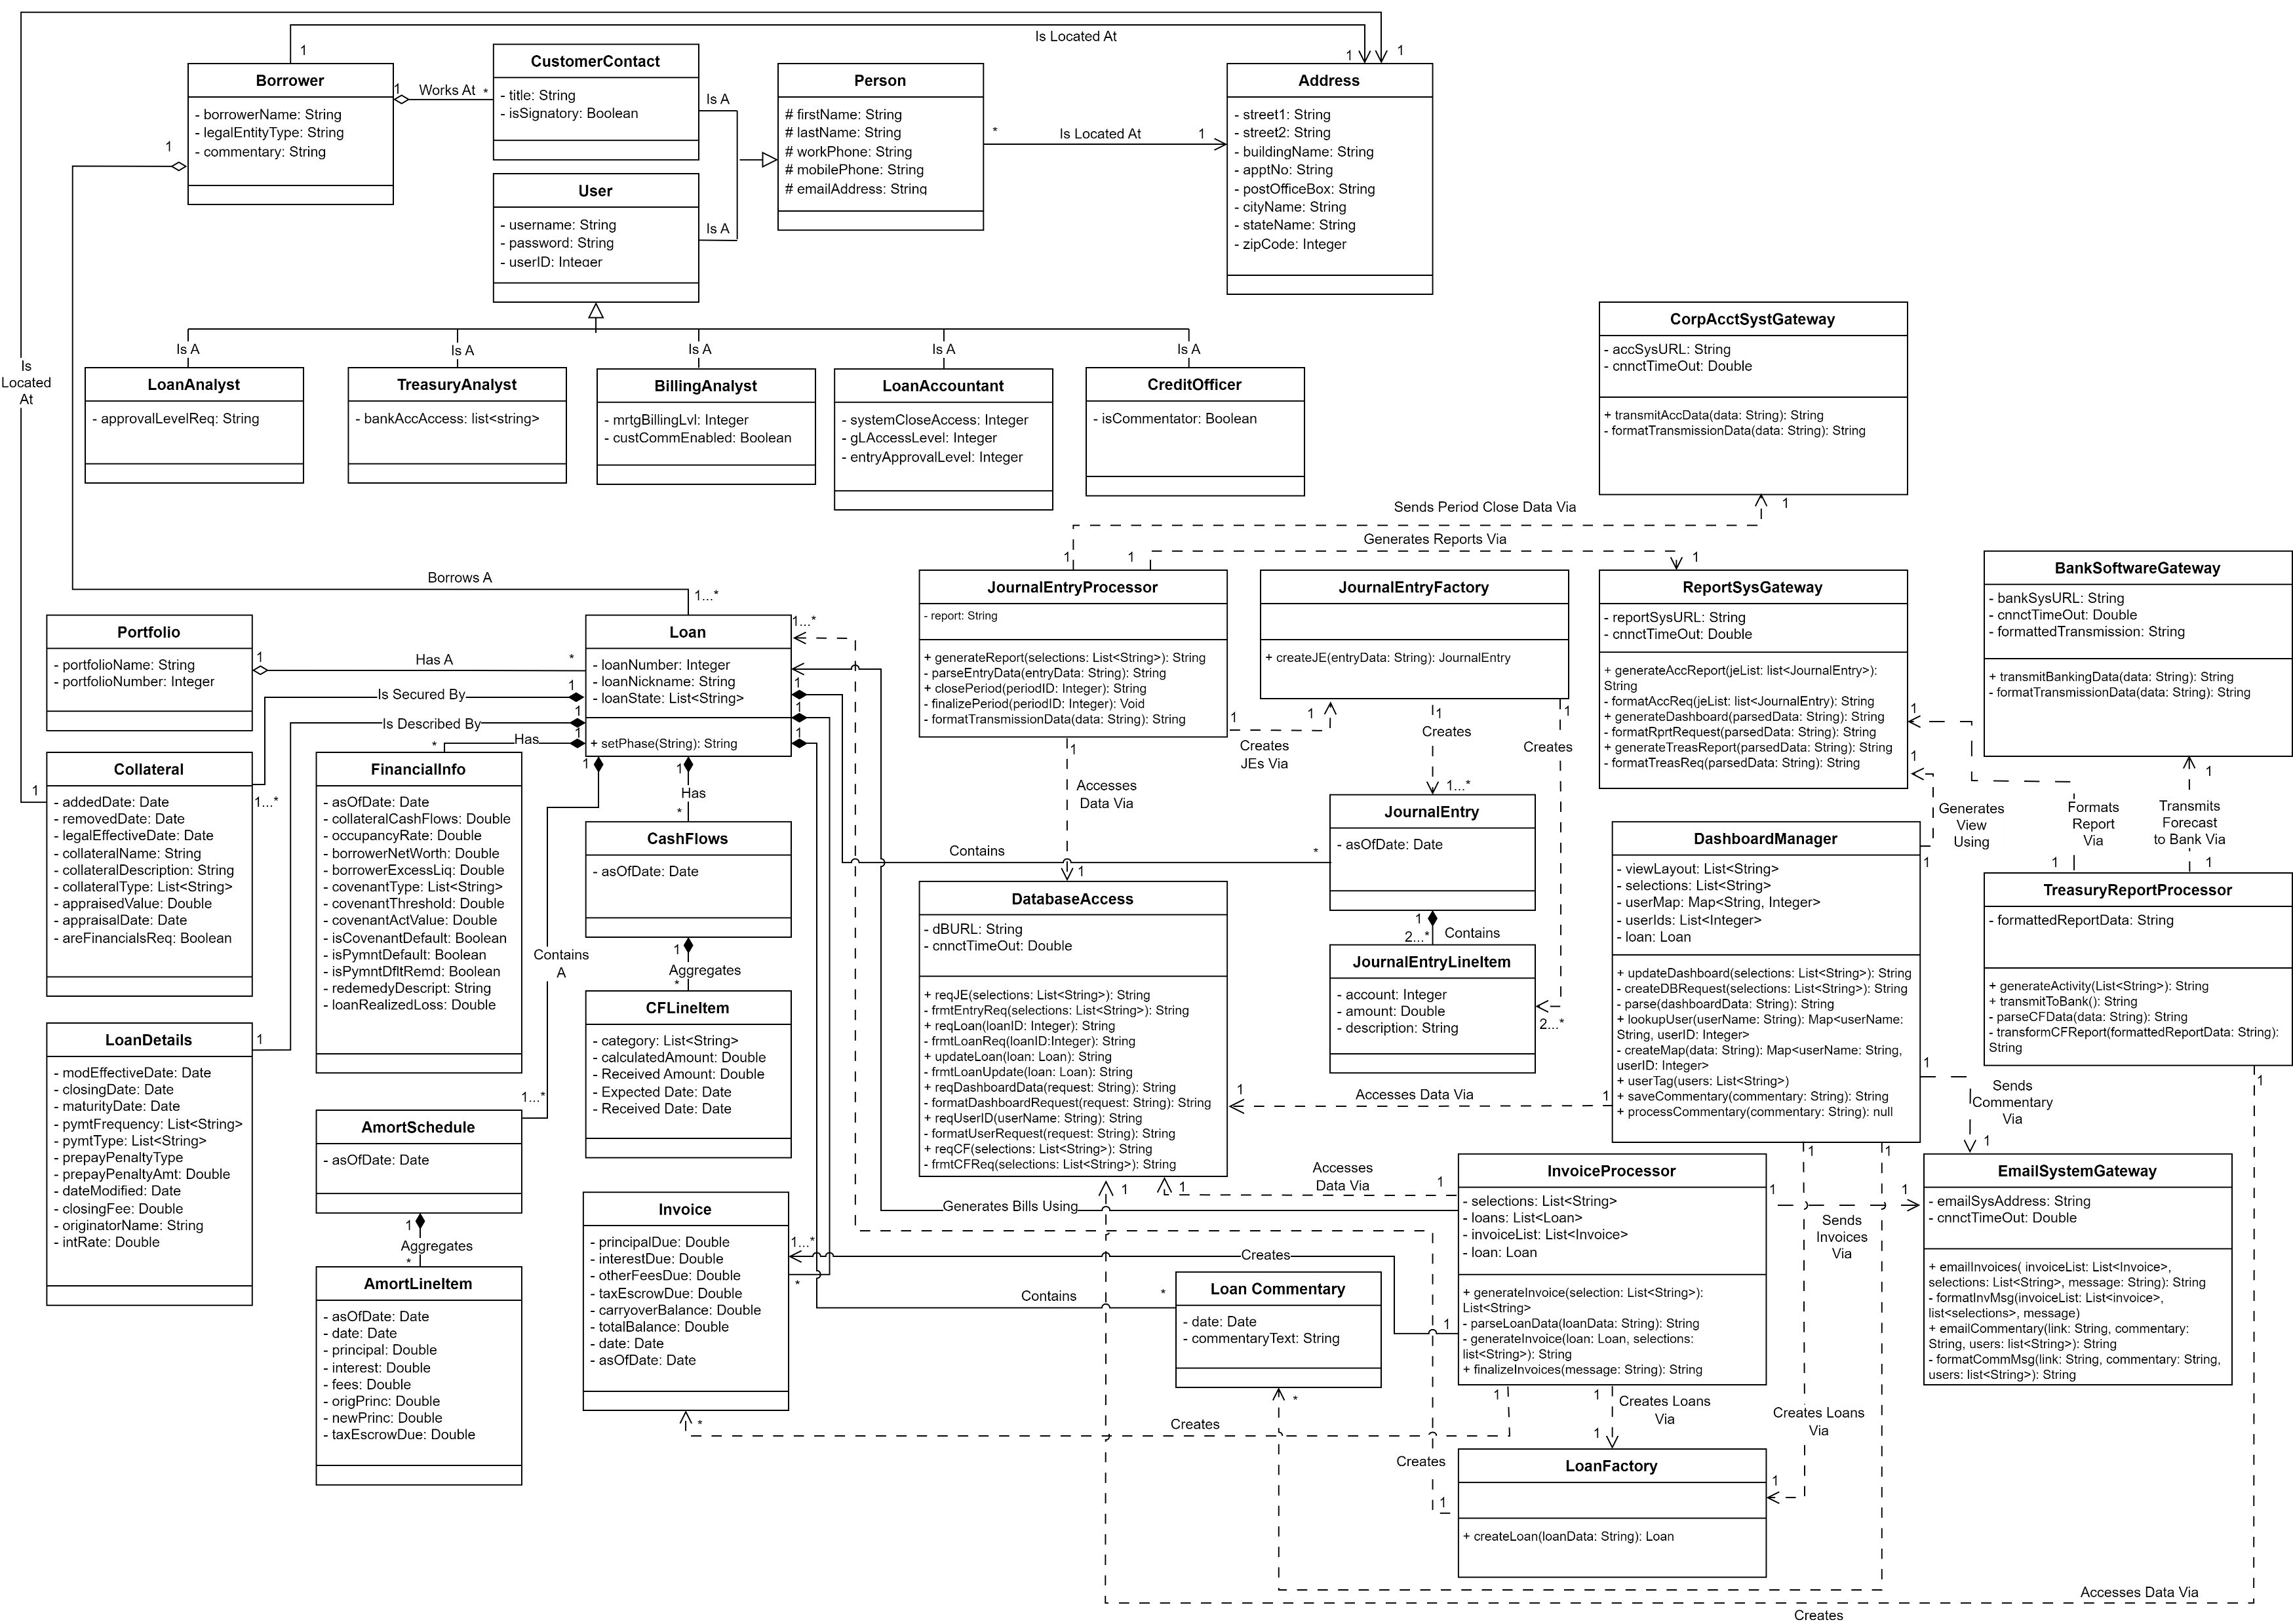 Is Located At
1
1
1
Borrower
- borrowerName: String
- legalEntityType: String
- commentary: String
1
Works At
*
1
CustomerContact
- title: String
- isSignatory: Boolean
Is A
User
- username: String
- password: String
- userID: Integer
Is A
Person
# firstName: String
# lastName: String
# workPhone: String
# mobilePhone: String
# emailAddress: String
*
Is Located At
1
Address
- street1: String
- street2: String
- buildingName: String
- apptNo: String
- postOfficeBox: String
- cityName: String
- stateName: String
- zipCode: Integer
Is
Located
At
Is A
Is A
Is A
Is A
Is A
LoanAnalyst
- approvalLevelReq: String
TreasuryAnalyst
- bankAccAccess: list<string>
BillingAnalyst
- mrtgBillingLvl: Integer
- custCommEnabled: Boolean
LoanAccountant
- systemCloseAccess: Integer
- gLAccessLevel: Integer
- entryApprovalLevel: Integer
CreditOfficer
- isCommentator: Boolean
CorpAcctSystGateway
- accSysURL: String
- cnnctTimeOut: Double
+ transmitAccData(data: String): String
- formatTransmissionData(data: String): String
Sends Period Close Data Via
1
1
Generates Reports Via
1
1
Borrows A
1...*
Portfolio
- portfolioName: String
- portfolioNumber: Integer
1
Has A
*
Is Secured By
1
Is Described By
1
Has
1
*
Loan
- loanNumber: Integer
- loanNickname: String
- loanState: List<String>
+ setPhase(String): String
1...*
1
1
1
1
1
JournalEntryProcessor
- report: String
+ generateReport(selections: List<String>): String
- parseEntryData(entryData: String): String
+ closePeriod(periodID: Integer): String
- finalizePeriod(periodID: Integer): Void
- formatTransmissionData(data: String): String
JournalEntryFactory
+ createJE(entryData: String): JournalEntry
ReportSysGateway
- reportSysURL: String
- cnnctTimeOut: Double
+ generateAccReport(jeList: list<JournalEntry>):
String
- formatAccReq(jeList: list<JournalEntry): String
+ generateDashboard(parsedData: String): String
- formatRprtRequest(parsedData: String): String
+ generateTreasReport(parsedData: String): String
- formatTreasReq(parsedData: String): String
BankSoftwareGateway
- bankSysURL: String
- cnnctTimeOut: Double
- formattedTransmission: String
+ transmitBankingData(data: String): String
- formatTransmissionData(data: String): String
1
1
Creates
JEs Via
1
Creates
1...*
1
Creates
1
Accesses
Data Via
1
1
1
Generates
View
Using
1
Formats
Report
Via
1
1
Transmits
Forecast
to Bank Via
1
Collateral
- addedDate: Date
- removedDate: Date
- legalEffectiveDate: Date
- collateralName: String
- collateralDescription: String
- collateralType: List<String>
- appraisedValue: Double
- appraisalDate: Date
- areFinancialsReq: Boolean
1
1...*
FinancialInfo
- asOfDate: Date
- collateralCashFlows: Double
- occupancyRate: Double
- borrowerNetWorth: Double
- borrowerExcessLiq: Double
- covenantType: List<String>
- covenantThreshold: Double
- covenantActValue: Double
- isCovenantDefault: Boolean
- isPymntDefault: Boolean
- isPymntDfltRemd: Boolean
- redemedyDescript: String
- loanRealizedLoss: Double
Has
*
CashFlows
- asOfDate: Date
1
Aggregates
*
CFLineItem
- category: List<String>
- calculatedAmount: Double
- Received Amount: Double
- Expected Date: Date
- Received Date: Date
Contains
A
1...*
Contains
*
JournalEntry
- asOfDate: Date
1
2...*
Contains
JournalEntryLineItem
- account: Integer
- amount: Double
- description: String
2...*
DatabaseAccess
- dBURL: String
- cnnctTimeOut: Double
+ reqJE(selections: List<String>): String
- frmtEntryReq(selections: List<String>): String
+ reqLoan(loanID: Integer): String
- frmtLoanReq(loanID:Integer): String
+ updateLoan(loan: Loan): String
- frmtLoanUpdate(loan: Loan): String
+ reqDashboardData(request: String): String
- formatDashboardRequest(request: String): String
+ reqUserID(userName: String): String
- formatUserRequest(request: String): String
+ reqCF(selections: List<String>): String
- frmtCFReq(selections: List<String>): String
DashboardManager
- viewLayout: List<String>
- selections: List<String>
- userMap: Map<String, Integer>
- userIds: List<Integer>
- loan: Loan
+ updateDashboard(selections: List<String>): String
- createDBRequest(selections: List<String>): String
- parse(dashboardData: String): String
+ lookupUser(userName: String): Map<userName:
String, userID: Integer>
- createMap(data: String): Map<userName: String,
userID: Integer>
+ userTag(users: List<String>)
+ saveCommentary(commentary: String): String
+ processCommentary(commentary: String): null
TreasuryReportProcessor
- formattedReportData: String
+ generateActivity(List<String>): String
+ transmitToBank(): String
- parseCFData(data: String): String
- transformCFReport(formattedReportData: String):
String
1
1
Accesses Data Via
1
1
Sends
Commentary
Via
1
1
1
1
LoanDetails
- modEffectiveDate: Date
- closingDate: Date
- maturityDate: Date
- pymtFrequency: List<String>
- pymtType: List<String>
- prepayPenaltyType
- prepayPenaltyAmt: Double
- dateModified: Date
- closingFee: Double
- originatorName: String
- intRate: Double
1
AmortSchedule
- asOfDate: Date
1
Aggregates
*
AmortLineItem
- asOfDate: Date
- date: Date
- principal: Double
- interest: Double
- fees: Double
- origPrinc: Double
- newPrinc: Double
- taxEscrowDue: Double
Invoice
- principalDue: Double
- interestDue: Double
- otherFeesDue: Double
- taxEscrowDue: Double
- carryoverBalance: Double
- totalBalance: Double
- date: Date
- asOfDate: Date
1...*
*
*
1
1
Accesses
Data Via
1
Generates Bills Using
Creates
1
Contains
*
Loan Commentary
- date: Date
- commentaryText: String
*
InvoiceProcessor
- selections: List<String>
- loans: List<Loan>
- invoiceList: List<Invoice>
- loan: Loan
+ generateInvoice(selection: List<String>):
List<String>
- parseLoanData(loanData: String): String
- generateInvoice(loan: Loan, selections:
list<String>): String
+ finalizeInvoices(message: String): String
1
Sends
Invoices
Via
1
EmailSystemGateway
- emailSysAddress: String
- cnnctTimeOut: Double
+ emailInvoices( invoiceList: List<Invoice>,
selections: List<String>, message: String): String
- formatInvMsg(invoiceList: List<invoice>,
list<selections>, message)
+ emailCommentary(link: String, commentary:
String, users: list<String>): String
- formatCommMsg(link: String, commentary: String,
users: list<String>): String
1
Creates
1
Creates Loans
Via
1
Creates Loans
Via
1
Creates
1
LoanFactory
+ createLoan(loanData: String): Loan
Accesses Data Via
Creates